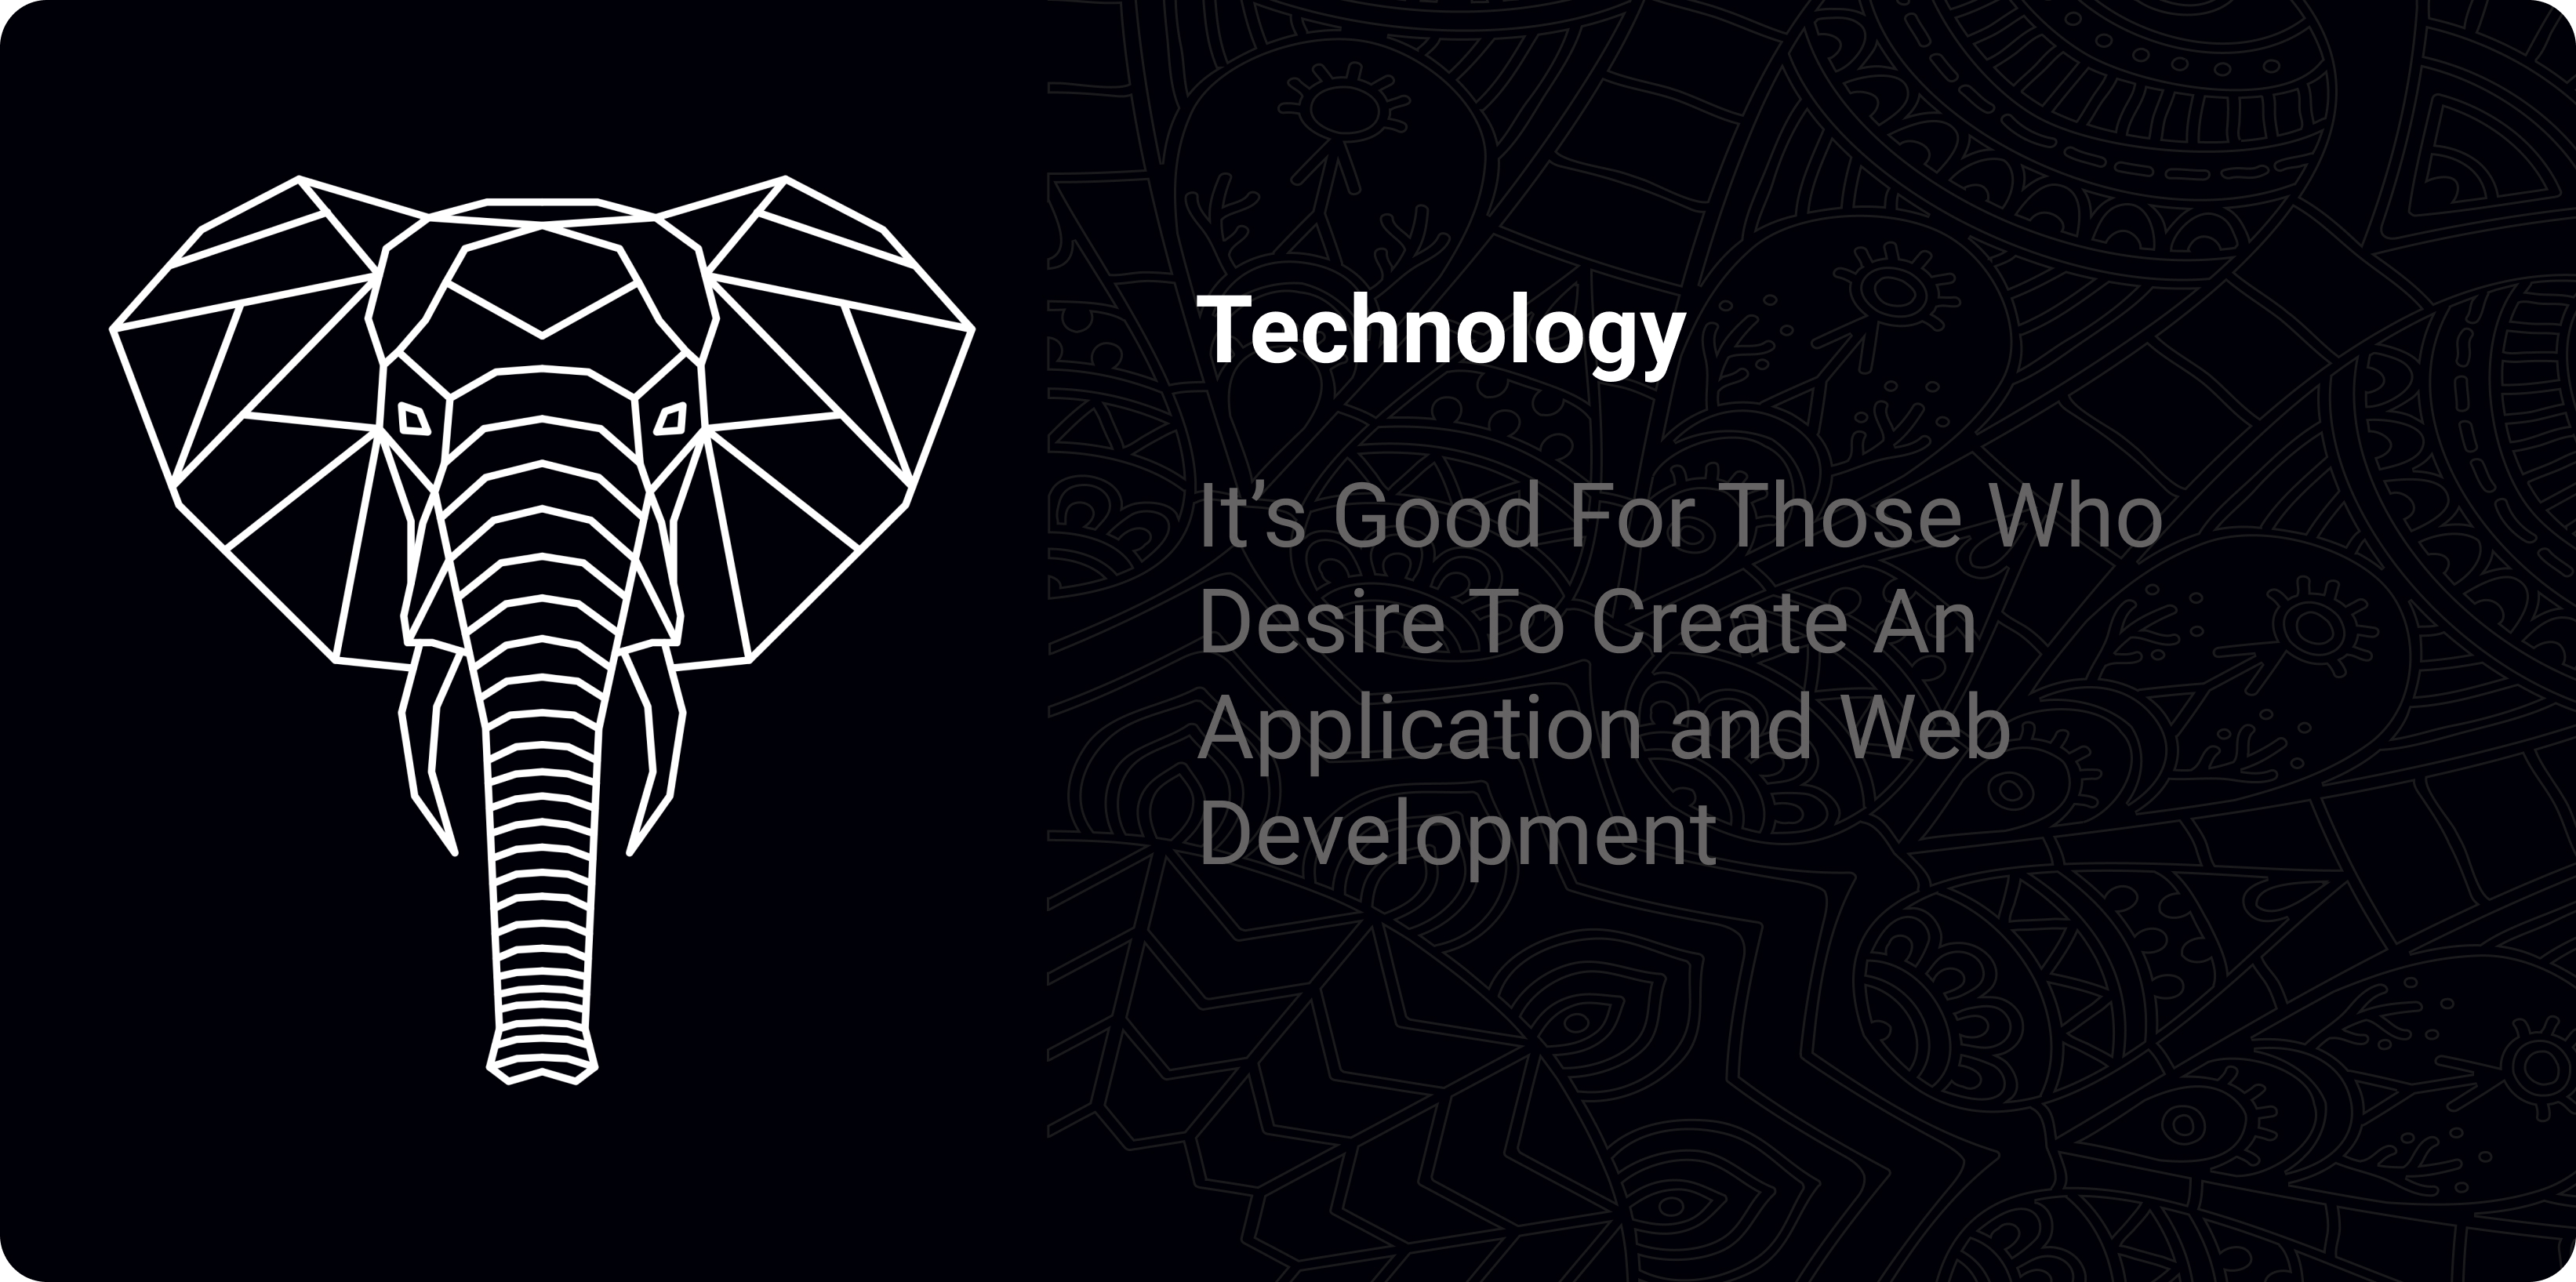 Technology
It’s Good For Those Who
Desire To Create An
Application and Web
Development